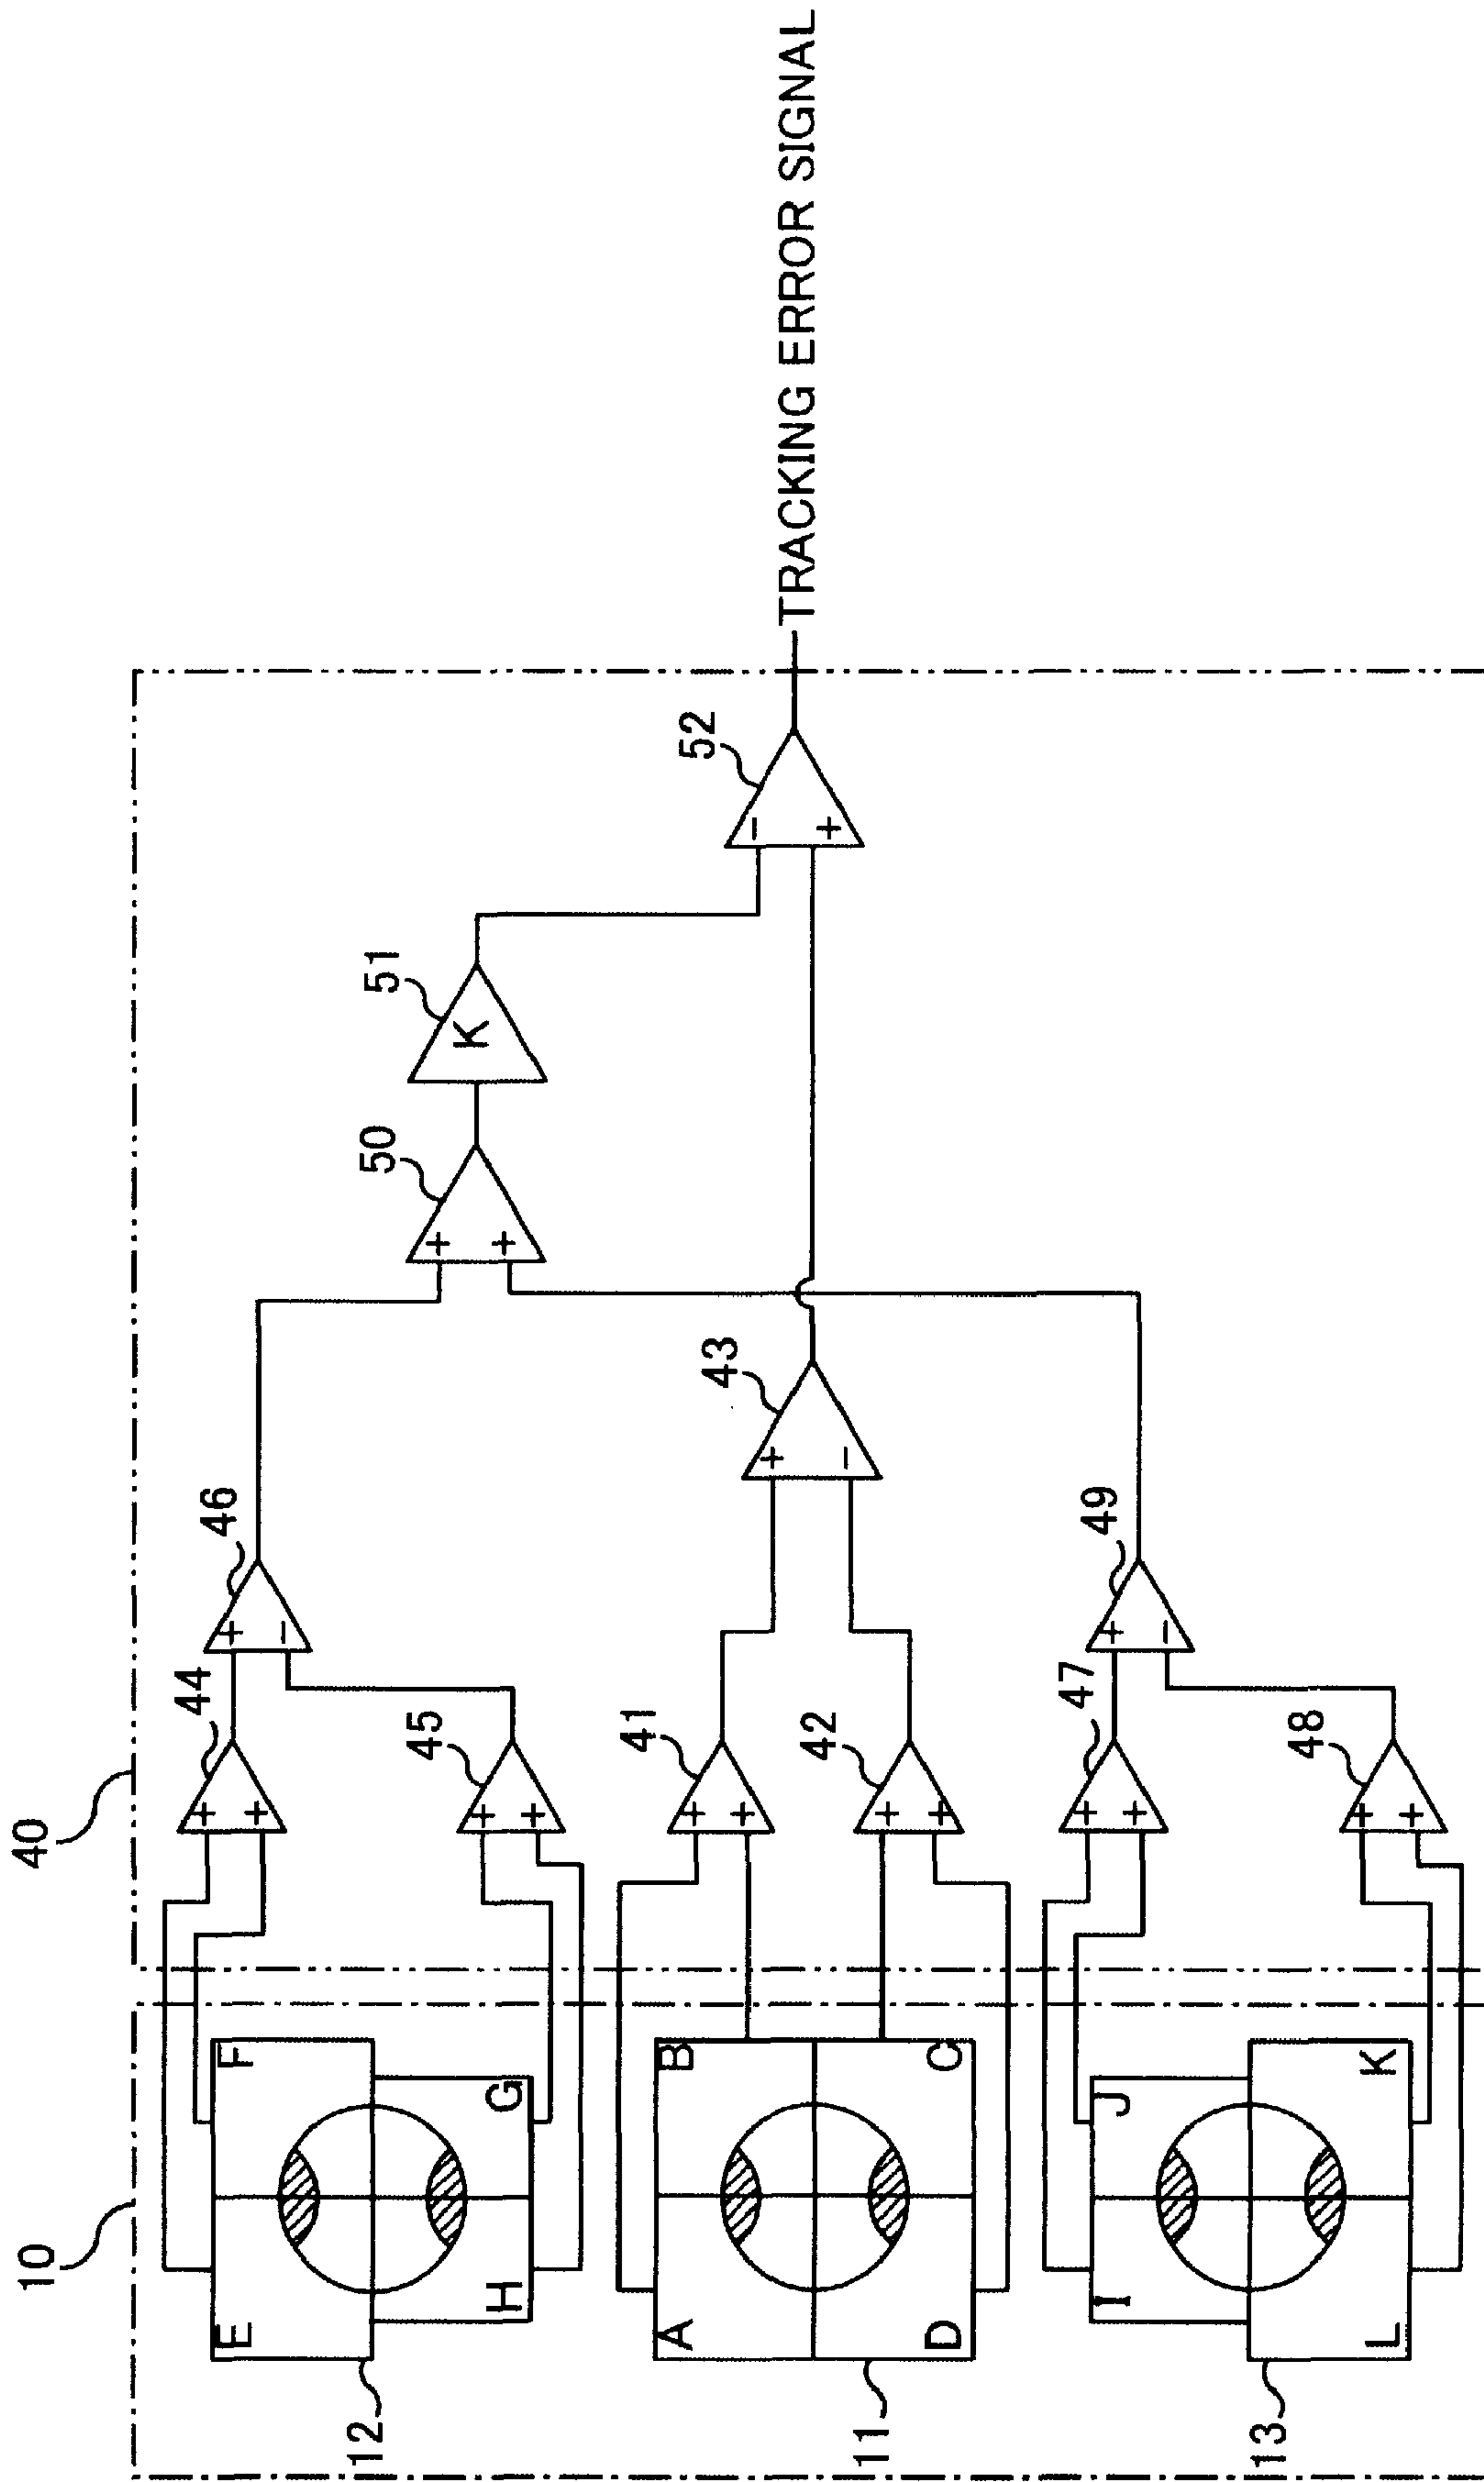 10
40
E
F
H
G
12
+
+
44
+
+
45
+
-
46
A
B
D
C
11
+
+
41
+
+
42
+
-
43
I
J
L
K
13
+
+
47
+
+
48
+
-
49
+
+
50
K
51
-
+
52
TRACKING ERROR SIGNAL